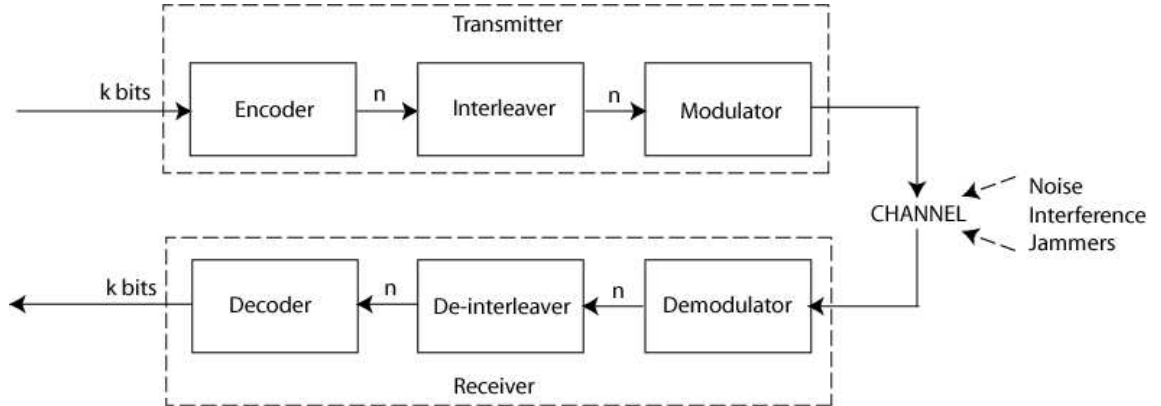 Transmitter
k bits
Encoder
n
Interleaver
n
Modulator
CHANNEL
Noise
Interference
Jammers
k bits
Decoder
n
De-interleaver
n
Demodulator
Receiver